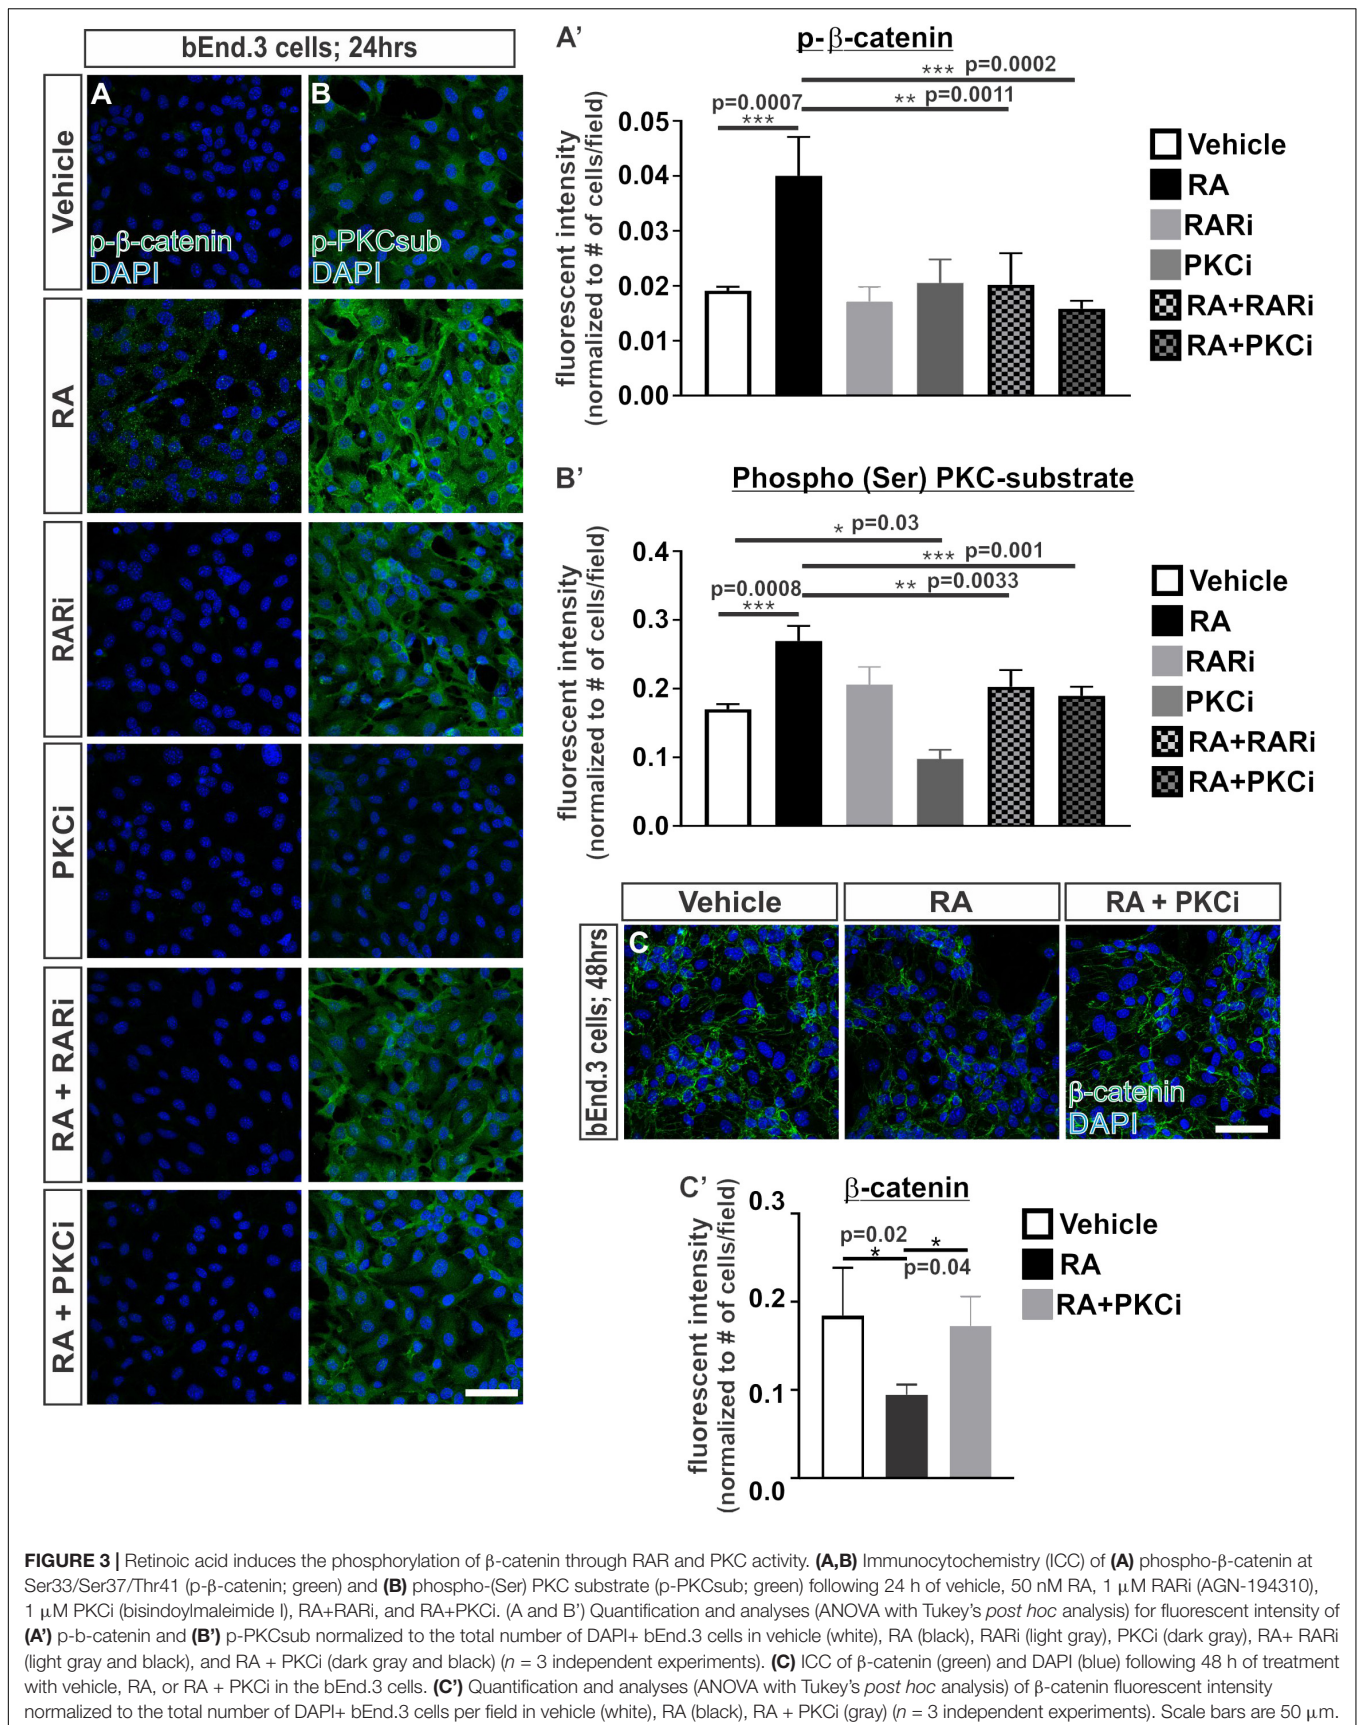 bEnd.3 cells; 24hrs
Vehicle
A
p-β-catenin
DAPI
B
p-PKCsub
DAPI
RA
RARi
PKCi
RA + RARi
RA + PKCi
A'
p-β-catenin
*** p=0.0002
** p=0.0011
p=0.0007
***
fluorescent intensity
(normalized to # of cells/field)
0.05
0.04
0.03
0.02
0.01
0.00
Vehicle
RA
RARi
PKCi
RA+RARi
RA+PKCi
B'
Phospho (Ser) PKC-substrate
* p=0.03
*** p=0.001
** p=0.0033
p=0.0008
***
fluorescent intensity
(normalized to # of cells/field)
0.4
0.3
0.2
0.1
0.0
Vehicle
RA
RARi
PKCi
RA+RARi
RA+PKCi
Vehicle
RA
RA + PKCi
bEnd.3 cells; 48hrs
C
β-catenin
DAPI
C'
β-catenin
fluorescent intensity
(normalized to # of cells/field)
0.3
0.2
0.1
0.0
p=0.02
*
*
p=0.04
Vehicle
RA
RA+PKCi
FIGURE 3 | Retinoic acid induces the phosphorylation of β-catenin through RAR and PKC activity. (A,B) Immunocytochemistry (ICC) of (A) phospho-β-catenin at
Ser33/Ser37/Thr41 (p-β-catenin; green) and (B) phospho-(Ser) PKC substrate (p-PKCsub; green) following 24 h of vehicle, 50 nM RA, 1 μM RARi (AGN-194310),
1 μM PKCi (bisindoylmaleimide I), RA+RARi, and RA+PKCi. (A and B') Quantification and analyses (ANOVA with Tukey's post hoc analysis) for fluorescent intensity of
(A') p-b-catenin and (B') p-PKCsub normalized to the total number of DAPI+ bEnd.3 cells in vehicle (white), RA (black), RARi (light gray), PKCi (dark gray), RA+ RARi
(light gray and black), and RA + PKCi (dark gray and black) (n = 3 independent experiments). (C) ICC of β-catenin (green) and DAPI (blue) following 48 h of treatment
with vehicle, RA, or RA + PKCi in the bEnd.3 cells. (C') Quantification and analyses (ANOVA with Tukey's post hoc analysis) of β-catenin fluorescent intensity
normalized to the total number of DAPI+ bEnd.3 cells per field in vehicle (white), RA (black), RA + PKCi (gray) (n = 3 independent experiments). Scale bars are 50 μm.